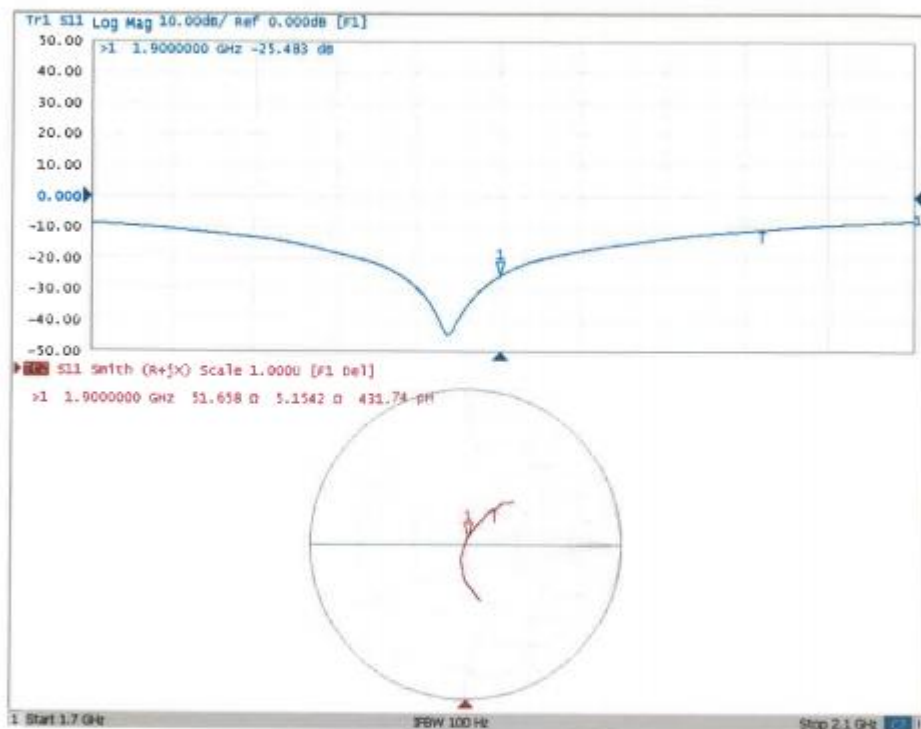 Tr1 S11 Log Mag 10.00dB/ Ref 0.000dB [F1]
50.00
>1 1.9000000 GHz -25.483 dB
40.00
30.00
20.00
10.00
0.000
-10.00
1
-20.00
-30.00
-40.00
-50.00
S11 Smith (R+jX) Scale 1.000U [F1 Del]
>1 1.9000000 GHz 51.658 Ω 5.1542 Ω 431.74 pH
1
1 Start 1.7 GHz IFBW 100 Hz Stop 2.1 GHz